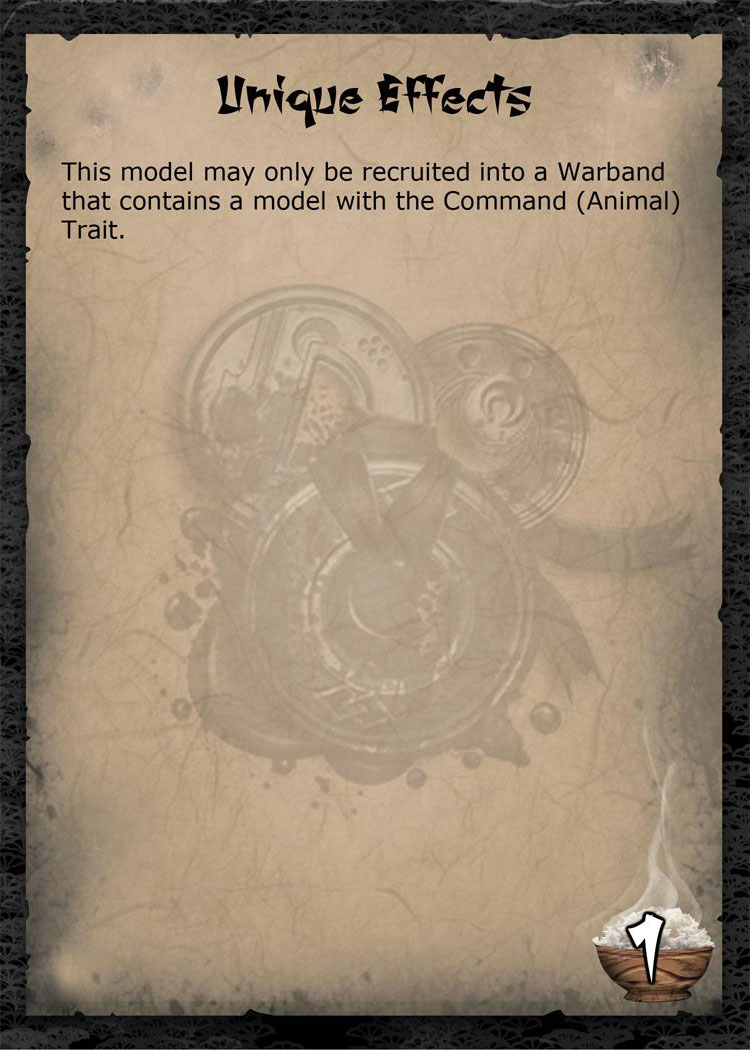 Unique Effects
This model may only be recruited into a Warband
that contains a model with the Command (Animal)
Trait.
1